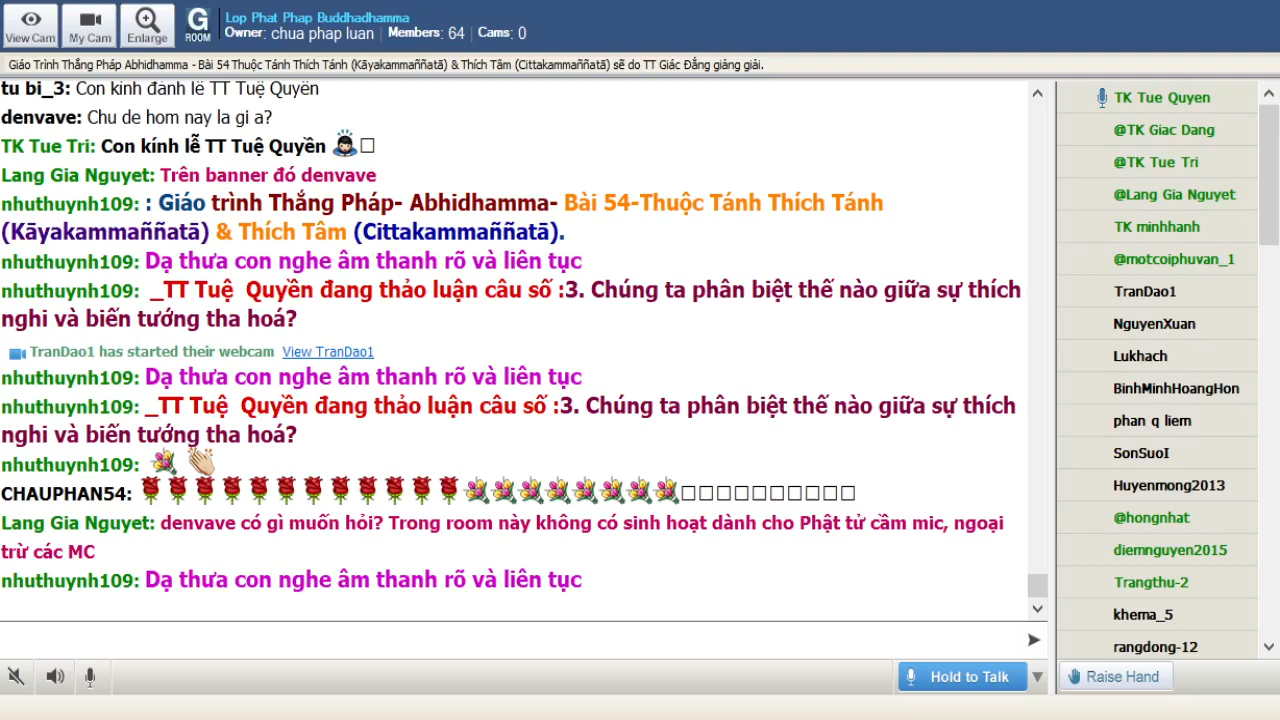 View Cam
My Cam
Enlarge
G
ROOM
Lop Phat Phap Buddhadhamma
Owner: chua phap luan Members: 64 Cams: 0
Giáo Trình Thắng Pháp Abhidhamma - Bài 54 Thuộc Tánh Thích Tánh (Kāyakammaññatā) & Thích Tâm (Cittakammaññatā) sẽ do TT Giác Đẳng giảng giải.
tu bi_3: Con kính đảnh lễ TT Tuệ Quyền
denvave: Chu de hom nay la gi a?
TK Tue Tri: Con kính lễ TT Tuệ Quyền
Lang Gia Nguyet: Trên banner đó denvave
nhuthuynh109: : Giáo trình Thắng Pháp- Abhidhamma- Bài 54-Thuộc Tánh Thích Tánh
(Kāyakammaññatā) & Thích Tâm (Cittakammaññatā).
nhuthuynh109: Dạ thưa con nghe âm thanh rõ và liên tục
nhuthuynh109: _TT Tuệ Quyền đang thảo luận câu số :3. Chúng ta phân biệt thế nào giữa sự thích
nghi và biến tướng tha hoá?
TranDao1 has started their webcam View TranDao1
nhuthuynh109: Dạ thưa con nghe âm thanh rõ và liên tục
nhuthuynh109: _TT Tuệ Quyền đang thảo luận câu số :3. Chúng ta phân biệt thế nào giữa sự thích
nghi và biến tướng tha hoá?
nhuthuynh109:
CHAUPHAN54:
Lang Gia Nguyet: denvave có gì muốn hỏi? Trong room này không có sinh hoạt dành cho Phật tử cầm mic, ngoại
trừ các MC
nhuthuynh109: Dạ thưa con nghe âm thanh rõ và liên tục
Hold to Talk
TK Tue Quyen
@TK Giac Dang
@TK Tue Tri
@Lang Gia Nguyet
TK minhhanh
@motcoiphuvan_1
TranDao1
NguyenXuan
Lukhach
BinhMinhHoangHon
phan q liem
SonSuoI
Huyenmong2013
@hongnhat
diemnguyen2015
Trangthu-2
khema_5
rangdong-12
Raise Hand